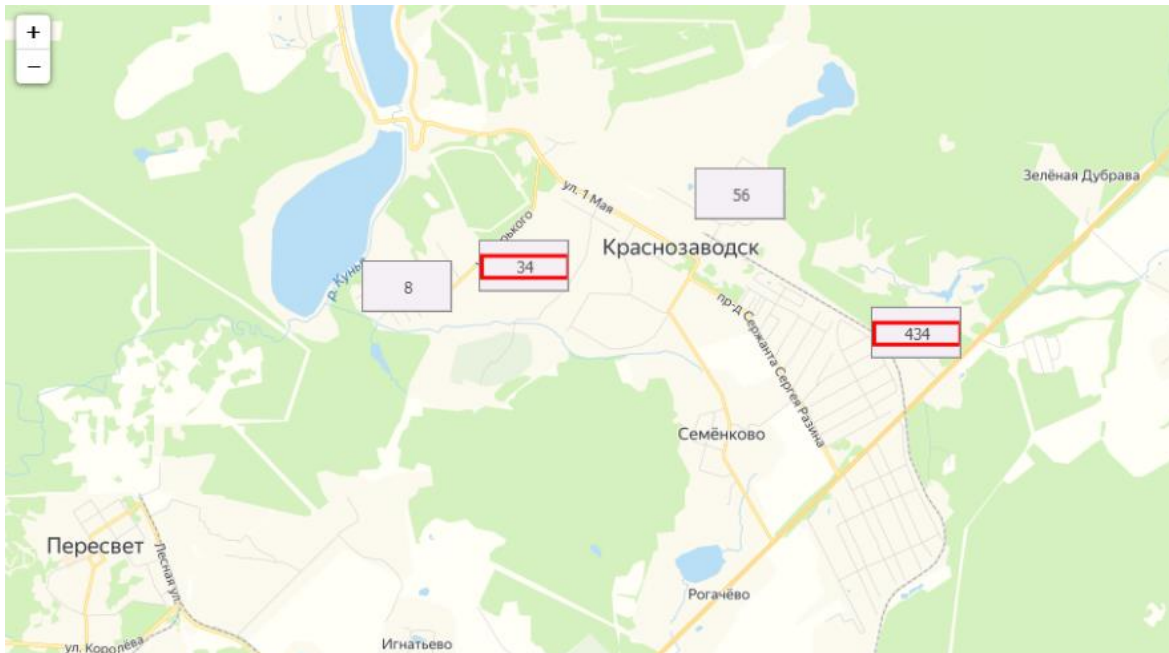 +
−
Зелёная Дубрава
ул. 1 Мая
56
Краснозаводск
34
р. Кунья
8
пр-д Сержанта Сергея Разина
434
Семёнково
Пересвет
Лесная ул.
Рогачёво
Игнатьево
ул. Королёва